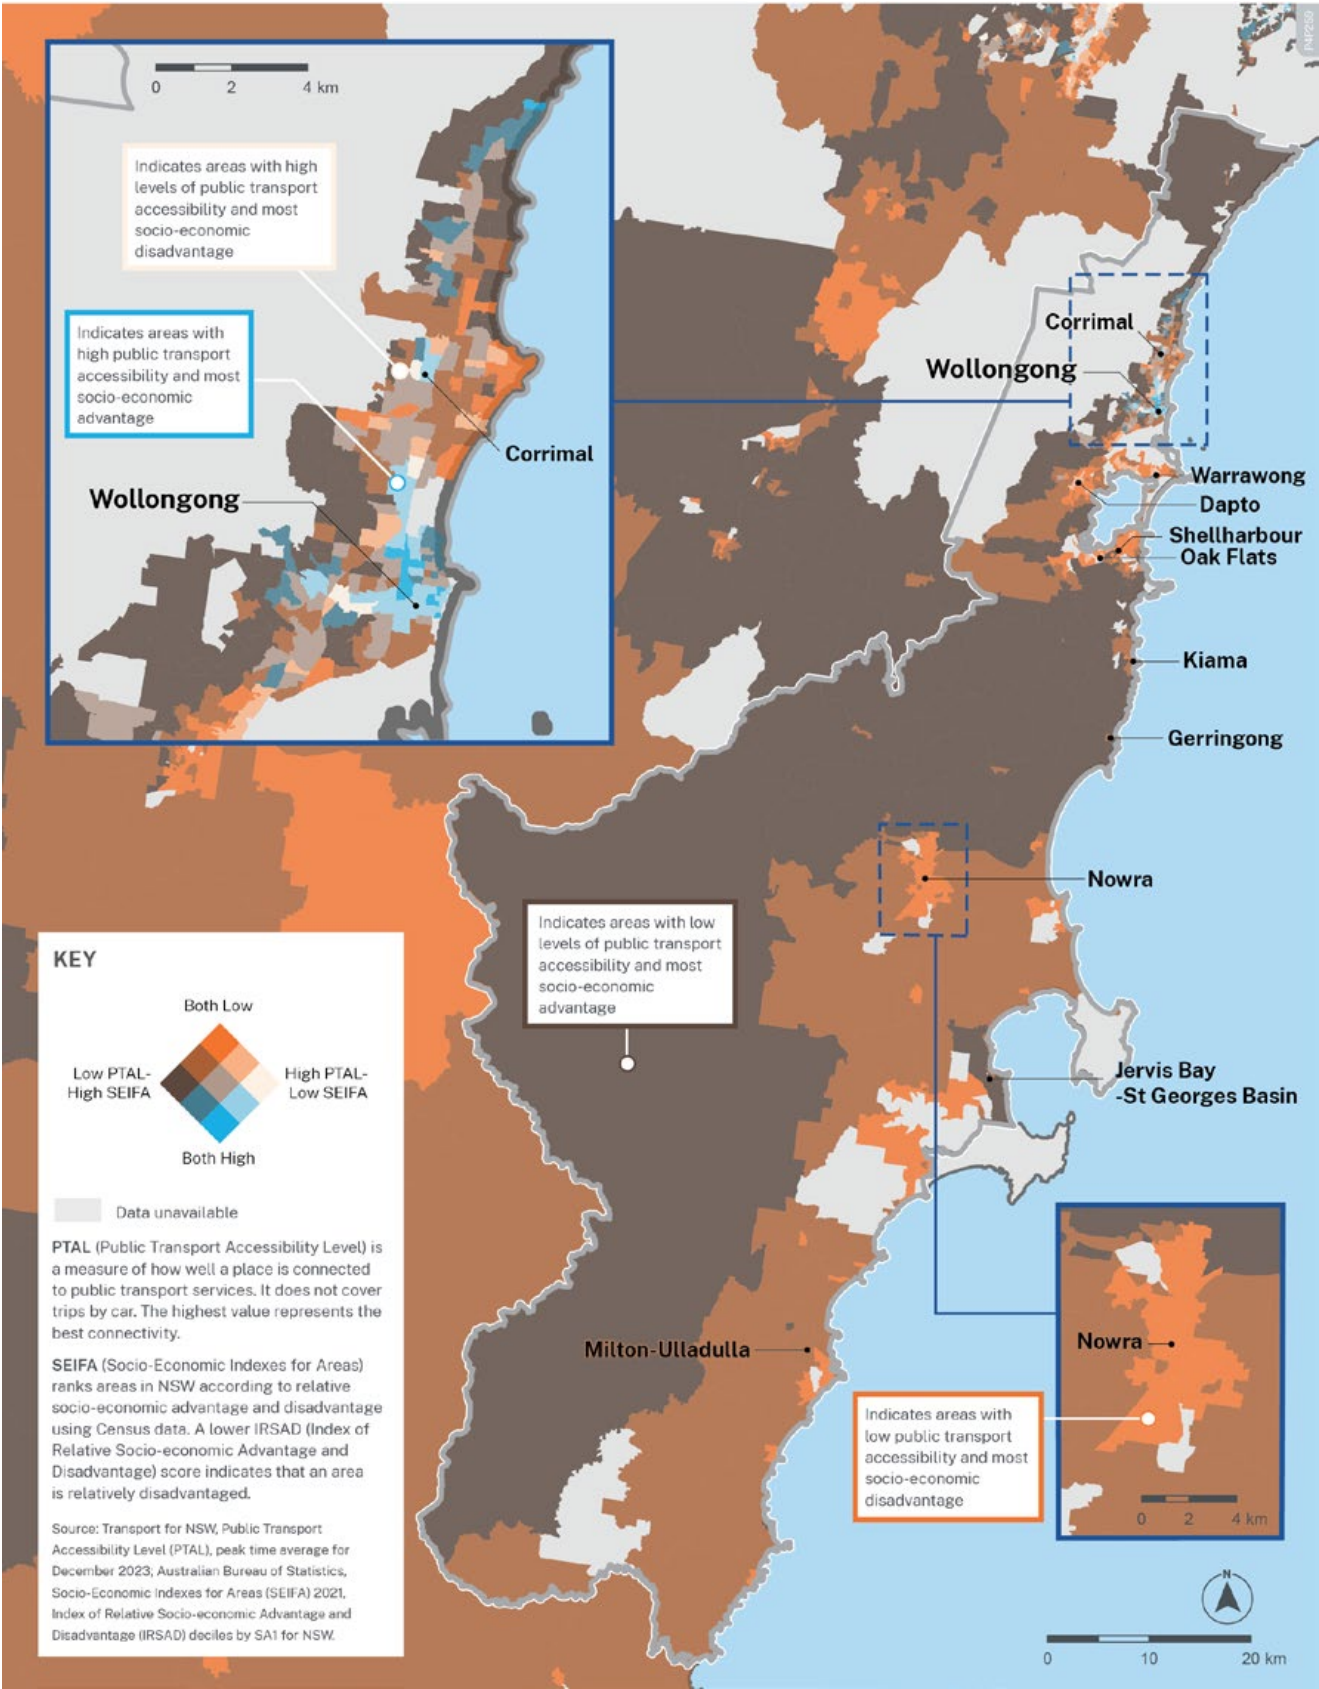 P4P259
0 2 4 km
Indicates areas with high
levels of public transport
accessibility and most
socio-economic
disadvantage
Indicates areas with
high public transport
accessibility and most
socio-economic
advantage
Corrimal
Wollongong
Corrimal
Wollongong
Warrawong
Dapto
Shellharbour
Oak Flats
Kiama
Gerringong
Nowra
Indicates areas with low
levels of public transport
accessibility and most
socio-economic
advantage
Jervis Bay
-St Georges Basin
Milton-Ulladulla
Nowra
0 2 4 km
Indicates areas with
low public transport
accessibility and most
socio-economic
disadvantage
N
0 10 20 km
KEY
Both Low
Low PTAL-
High SEIFA
High PTAL-
Low SEIFA
Both High
Data unavailable
PTAL (Public Transport Accessibility Level) is
a measure of how well a place is connected
to public transport services. It does not cover
trips by car. The highest value represents the
best connectivity.
SEIFA (Socio-Economic Indexes for Areas)
ranks areas in NSW according to relative
socio-economic advantage and disadvantage
using Census data. A lower IRSAD (Index of
Relative Socio-economic Advantage and
Disadvantage) score indicates that an area
is relatively disadvantaged.
Source: Transport for NSW, Public Transport
Accessibility Level (PTAL), peak time average for
December 2023; Australian Bureau of Statistics,
Socio-Economic Indexes for Areas (SEIFA) 2021,
Index of Relative Socio-economic Advantage and
Disadvantage (IRSAD) deciles by SA1 for NSW.